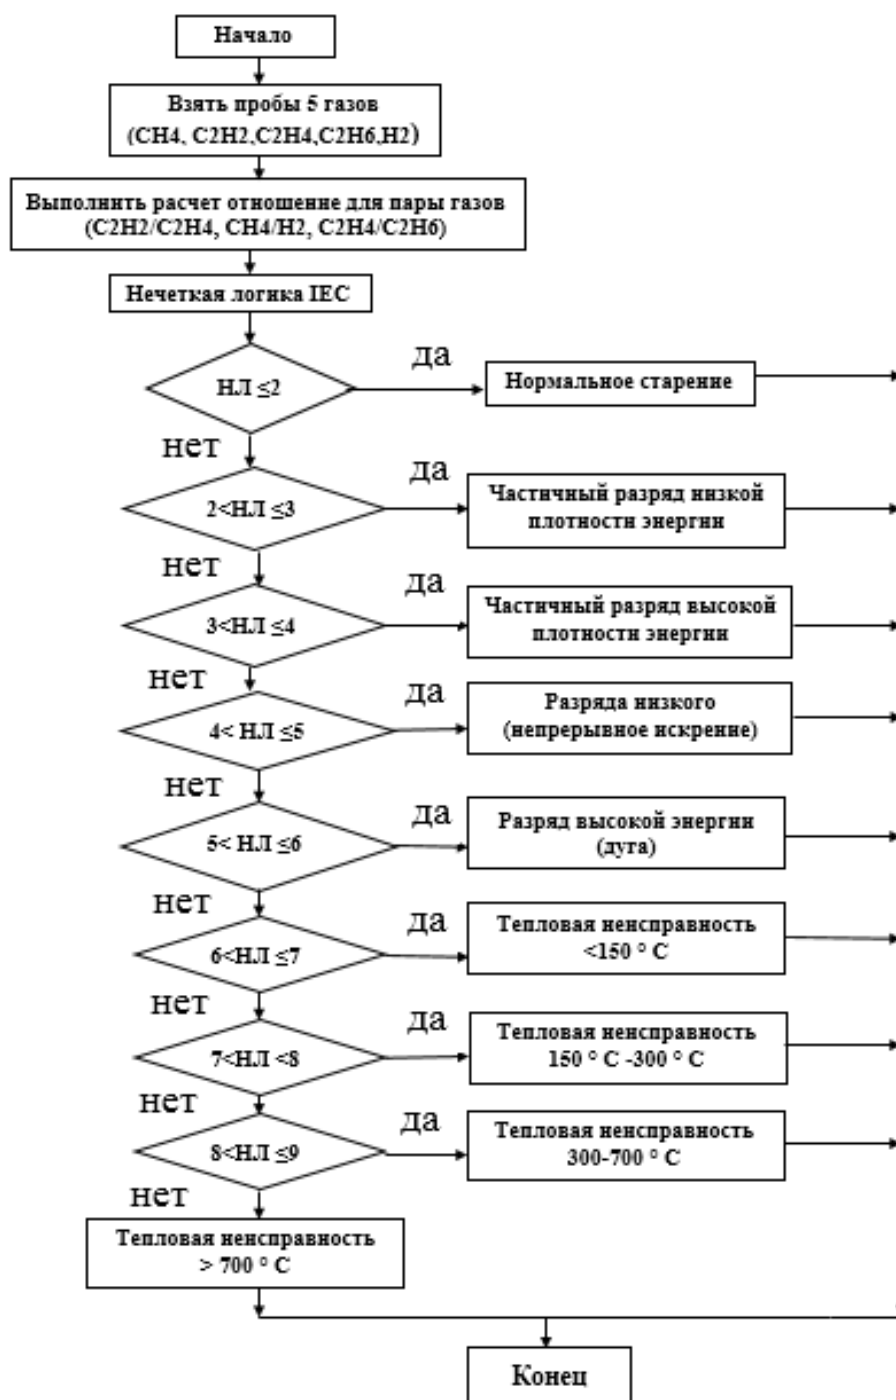 Начало
Взять пробы 5 газов
(CH4, C2H2,C2H4,C2H6,H2)
Выполнить расчет отношение для пары газов
(C2H2/C2H4, CH4/H2, C2H4/C2H6)
Нечеткая логика IEC
НЛ ≤2
да
Нормальное старение
нет
2<НЛ ≤3
да
Частичный разряд низкой
плотности энергии
нет
3<НЛ ≤4
да
Частичный разряд высокой
плотности энергии
нет
4< НЛ ≤5
да
Разряда низкого
(непрерывное искрение)
нет
5< НЛ ≤6
да
Разряд высокой энергии
(дуга)
нет
6<НЛ ≤7
да
Тепловая неисправность
<150 ° C
нет
7<НЛ <8
да
Тепловая неисправность
150 ° C -300 ° C
нет
8<НЛ ≤9
да
Тепловая неисправность
300-700 ° C
нет
Тепловая неисправность
> 700 ° C
Конец